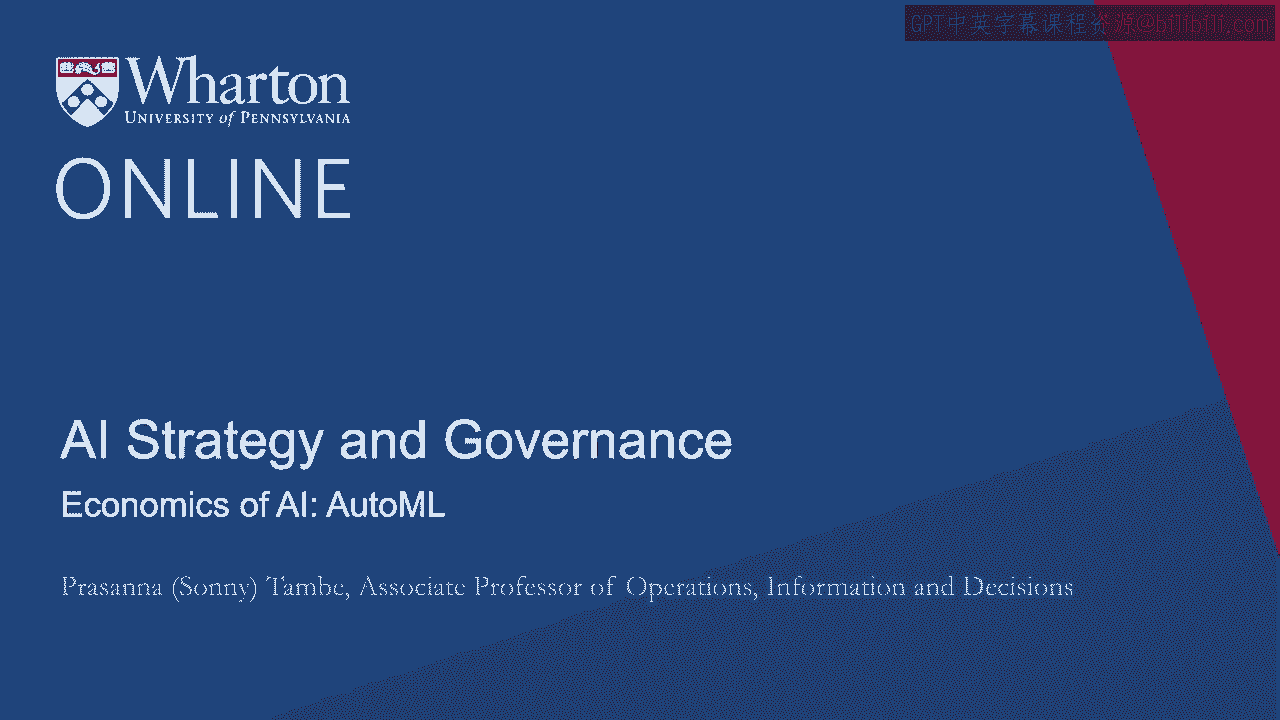 GPT中英字幕课程资源@bilibili.com
Wharton
UNIVERSITY of PENNSYLVANIA
ONLINE
AI Strategy and Governance
Economics of AI: AutoML
Prasanna (Sonny) Tambe, Associate Professor of Operations, Information and Decisions